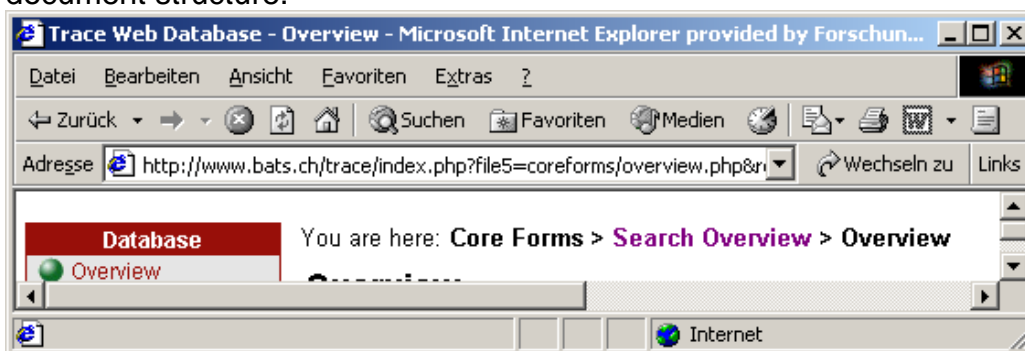 document structure.
Trace Web Database - Overview - Microsoft Internet Explorer provided by Forschun...
Datei Bearbeiten Ansicht Favoriten Extras ?
Zurück Suchen Favoriten Medien
Adresse http://www.bats.ch/trace/index.php?file5=coreforms/overview.php&r Wechseln zu Links
Database You are here: Core Forms > Search Overview > Overview
Overview
Internet